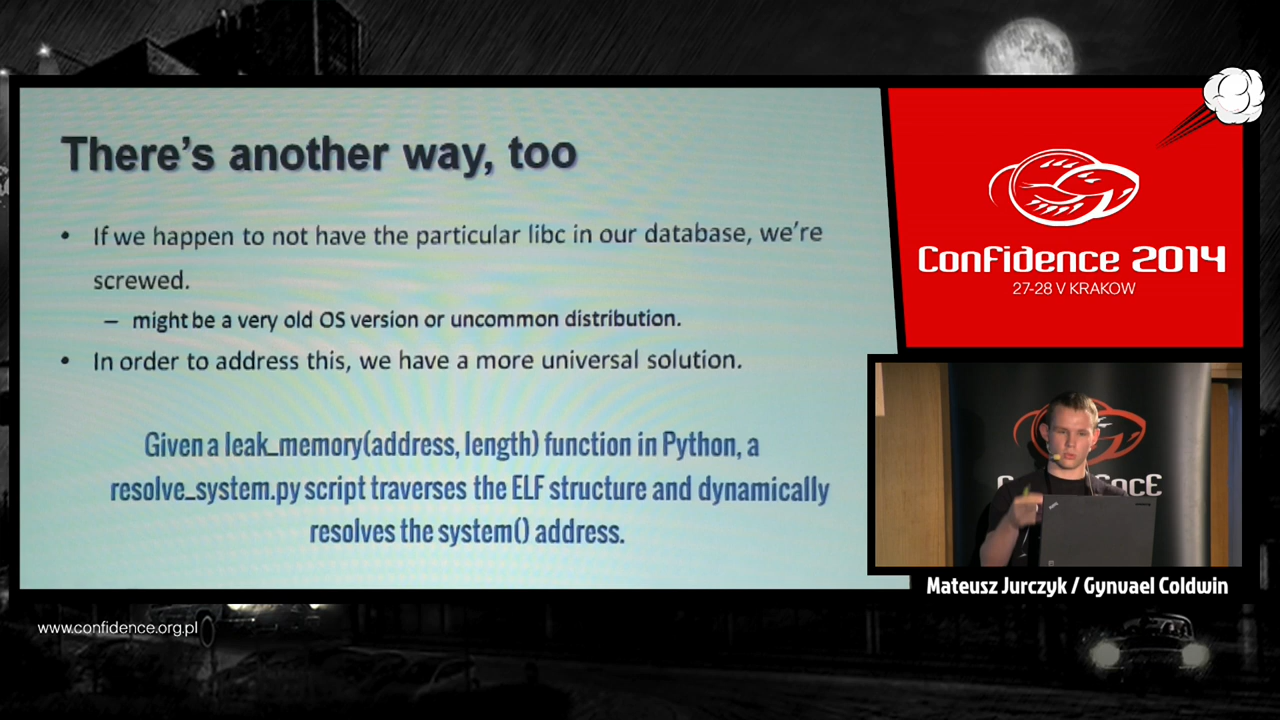 There's another way, too
• If we happen to not have the particular libc in our database, we're
screwed.
– might be a very old OS version or uncommon distribution.
• In order to address this, we have a more universal solution.
Given a leak_memory(address, length) function in Python, a
resolve_system.py script traverses the ELF structure and dynamically
resolves the system() address.
Confidence 2014
27-28 V KRAKOW
Mateusz Jurczyk / Gynvael Coldwin
www.confidence.org.pl